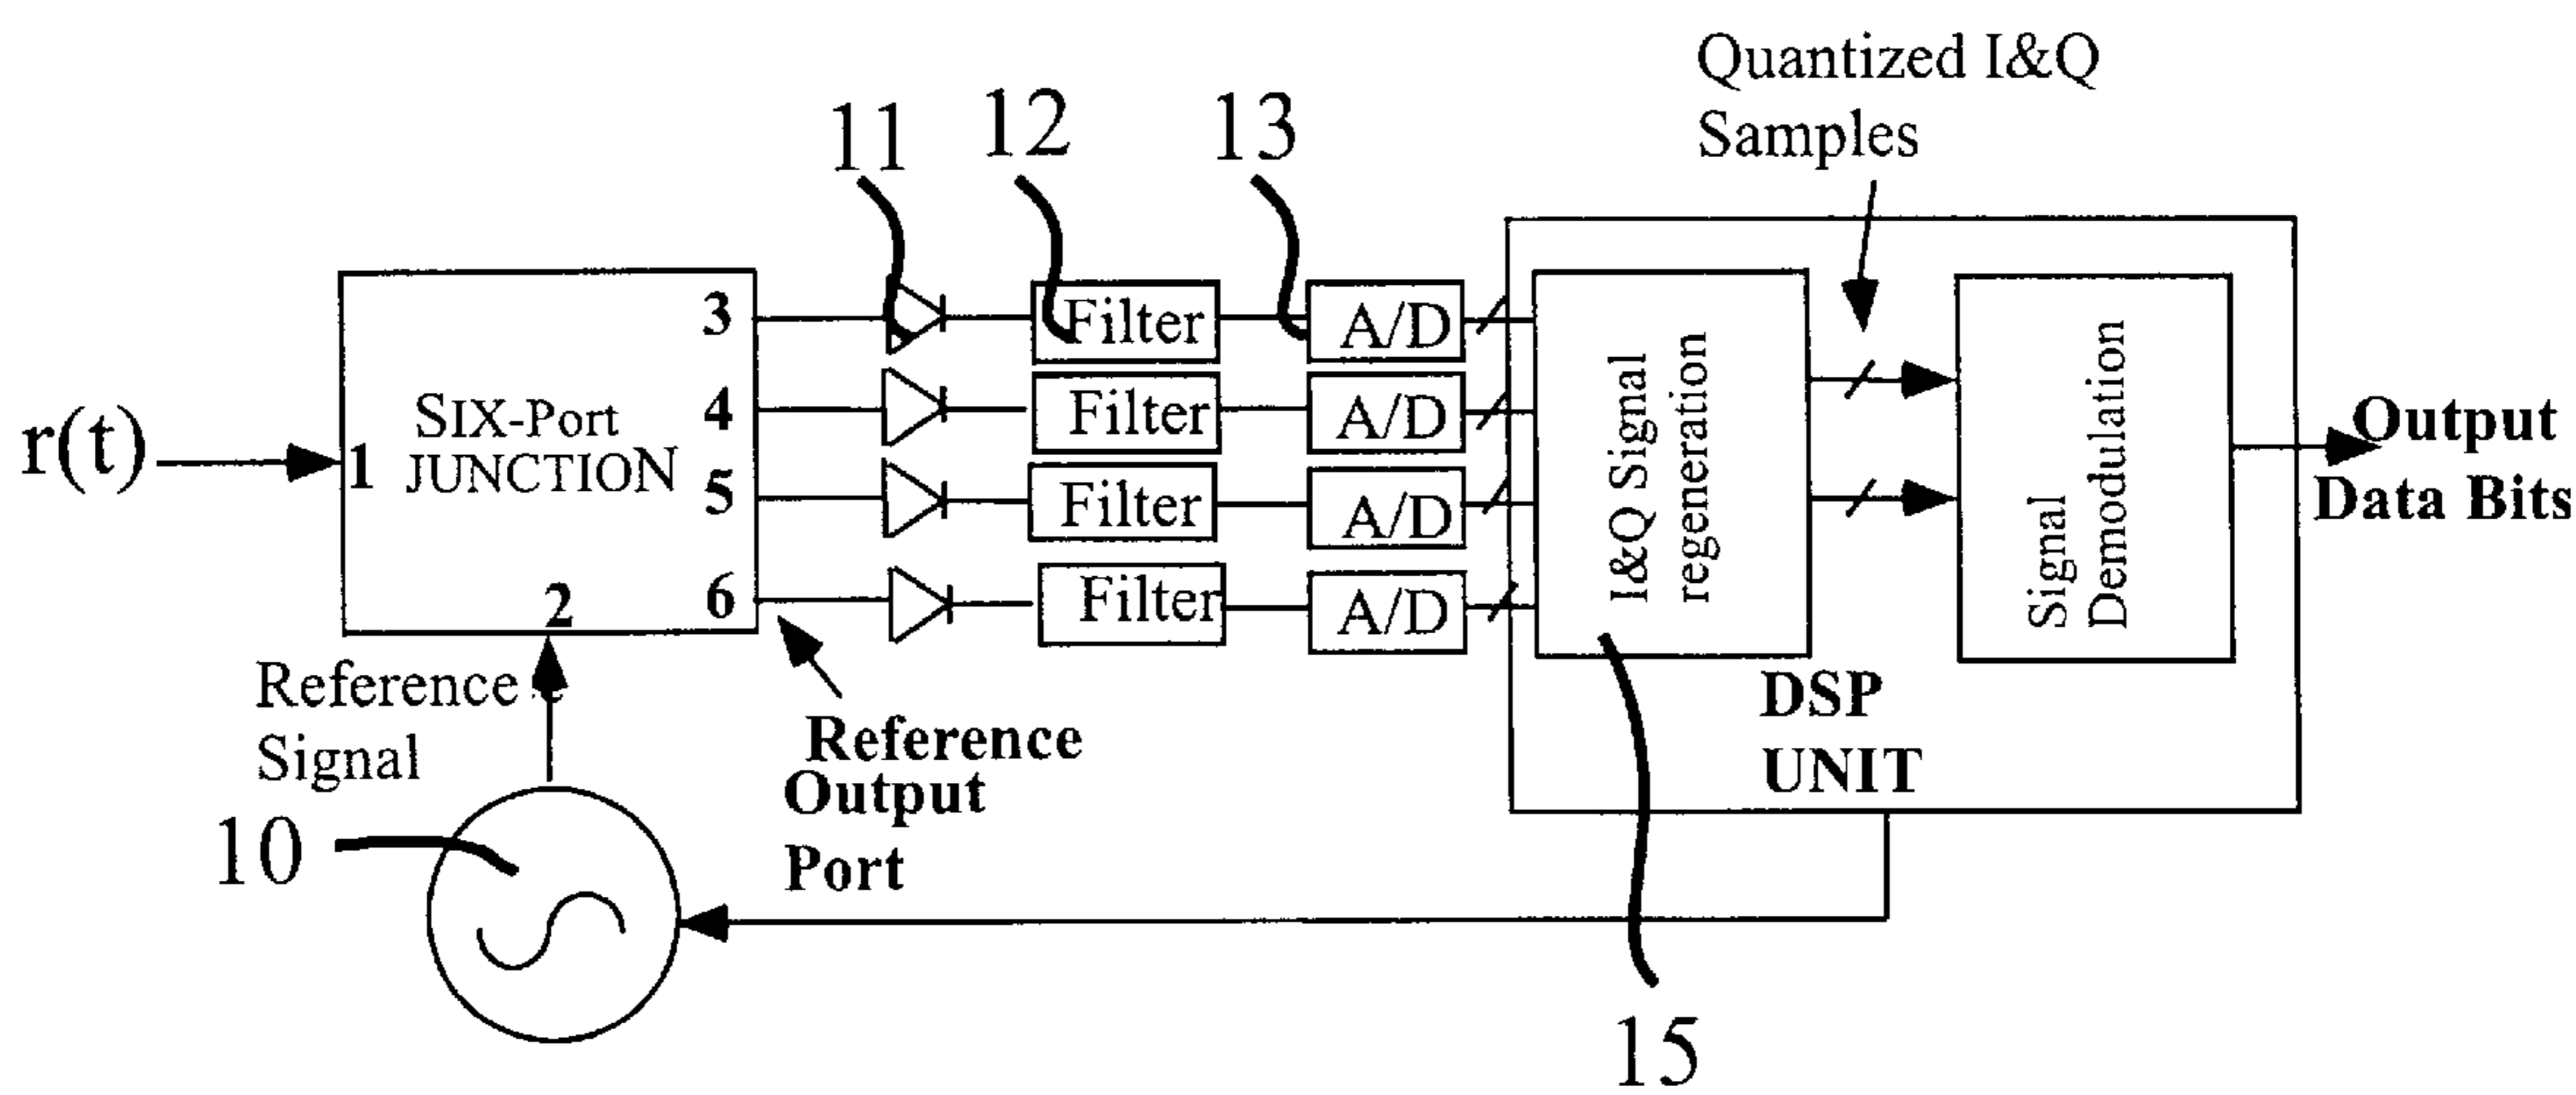 Quantized I&Q
Samples
11
12
13
r(t)
1
SIX-Port
JUNCTION
3
4
5
6
2
Filter
Filter
Filter
Filter
A/D
A/D
A/D
A/D
I&Q Signal
regeneration
Signal
Demodulation
DSP
UNIT
Output
Data Bits
Reference
Signal
Reference
Output
Port
10
15